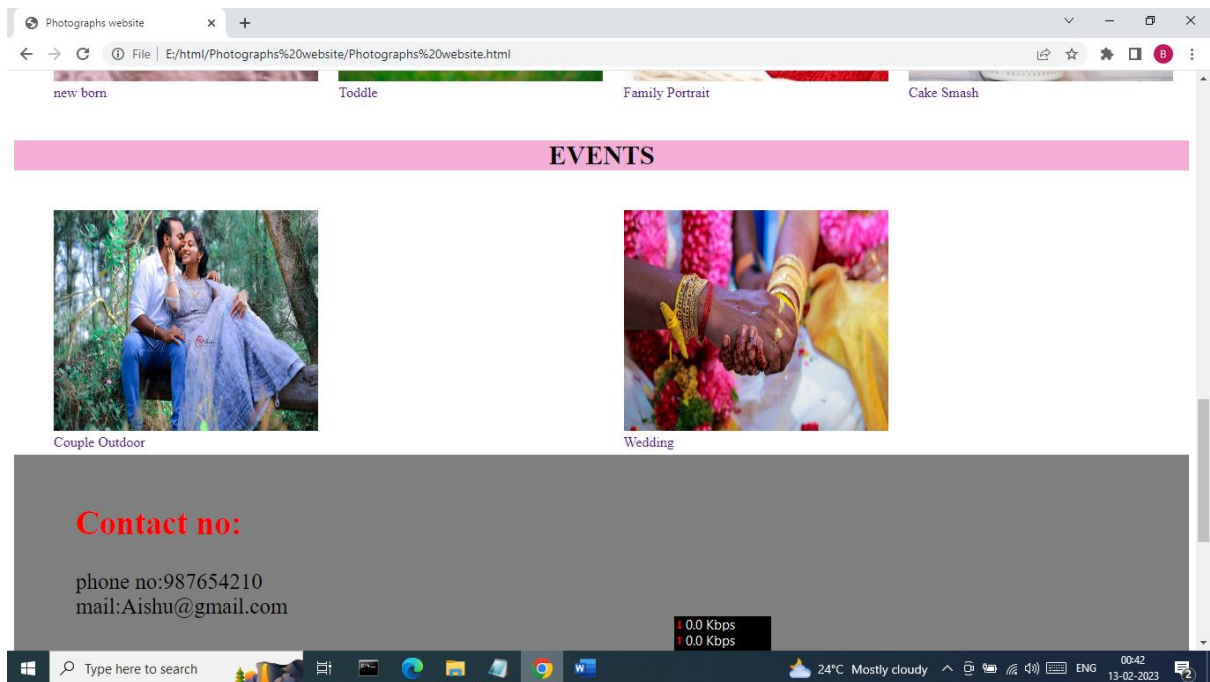 Photographs website
File | E:/html/Photographs%20website/Photographs%20website.html
B
new born Toddle Family Portrait Cake Smash
EVENTS
Couple Outdoor Wedding
Contact no:
phone no:987654210
mail:Aishu@gmail.com
0.0 Kbps
0.0 Kbps
Type here to search
24°C Mostly cloudy ENG 00:42
13-02-2023
2